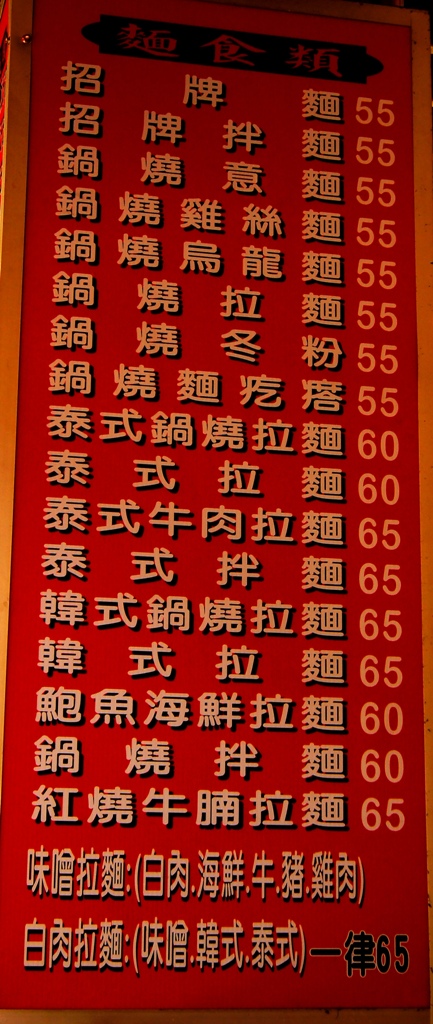 麵食類
招牌麵 55
招牌拌麵 55
鍋燒意麵 55
鍋燒雞絲麵 55
鍋燒烏龍麵 55
鍋燒拉麵 55
鍋燒冬粉 55
鍋燒麵疙瘩 55
泰式鍋燒拉麵 60
泰式拉麵 60
泰式牛肉拉麵 65
泰式拌麵 65
韓式鍋燒拉麵 65
韓式拉麵 65
鮑魚海鮮拉麵 60
鍋燒拌麵 60
紅燒牛腩拉麵 65
味噌拉麵:(白肉.海鮮.牛.豬.雞肉)
白肉拉麵:(味噌.韓式.泰式)一律65